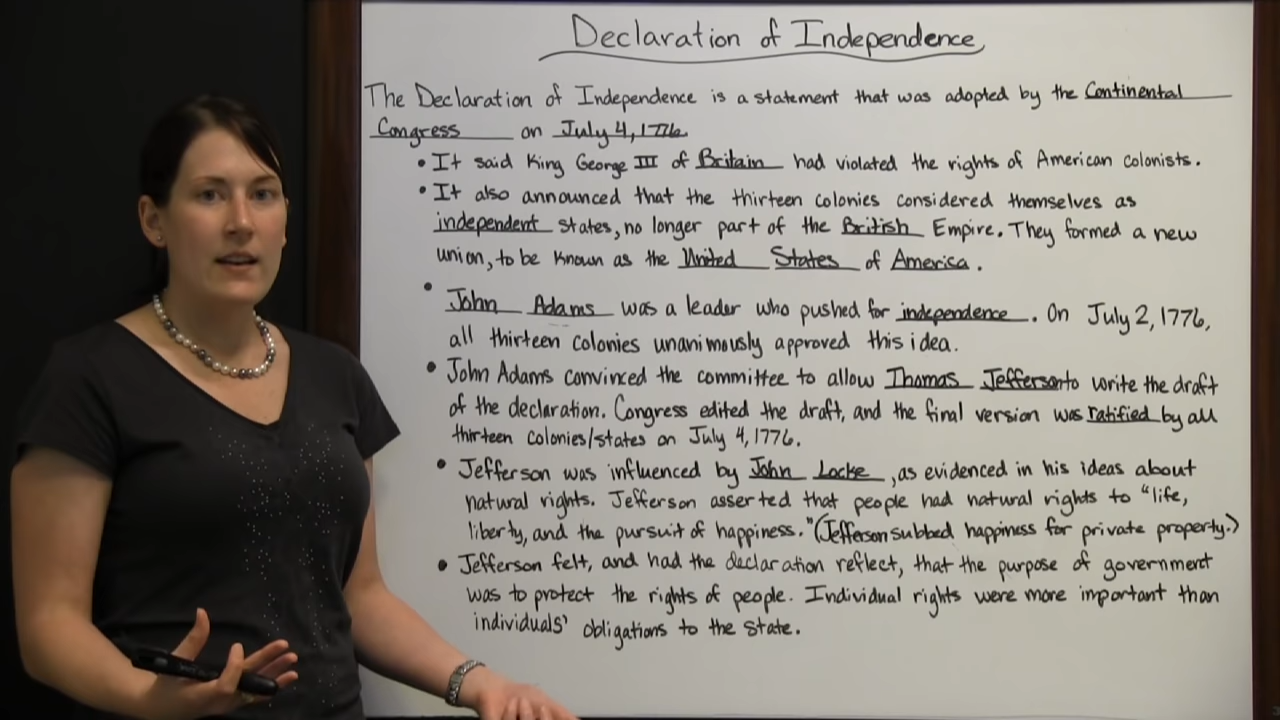 Declaration of Independence
The Declaration of Independence is a statement that was adopted by the Continental
Congress on July 4, 1776
• It said King George III of Britain had violated the rights of American colonists.
• It also announced that the thirteen colonies considered themselves as
independent states, no longer part of the British Empire. They formed a new
union, to be known as the United States of America.
• John Adams was a leader who pushed for independence. On July 2, 1776,
all thirteen colonies unanimously approved this idea.
• John Adams convinced the committee to allow Thomas Jefferson to write the draft
of the declaration. Congress edited the draft, and the final version was ratified by all
thirteen colonies/states on July 4, 1776.
• Jefferson was influenced by John Locke, as evidenced in his ideas about
natural rights. Jefferson asserted that people had natural rights to "life,
liberty, and the pursuit of happiness." (Jefferson subbed happiness for private property.)
• Jefferson felt, and had the declaration reflect, that the purpose of government
was to protect the rights of people. Individual rights were more important than
individuals' obligations to the state.